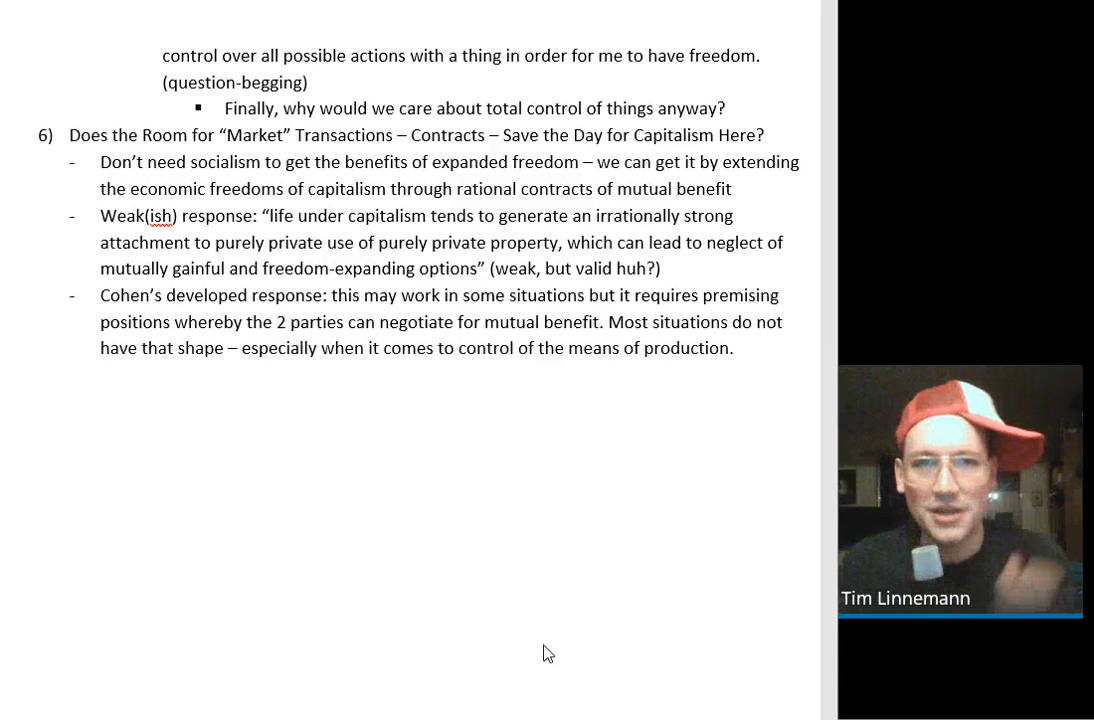 control over all possible actions with a thing in order for me to have freedom.
(question-begging)
▪ Finally, why would we care about total control of things anyway?
6) Does the Room for “Market” Transactions – Contracts – Save the Day for Capitalism Here?
- Don’t need socialism to get the benefits of expanded freedom – we can get it by extending
the economic freedoms of capitalism through rational contracts of mutual benefit
- Weak(ish) response: “life under capitalism tends to generate an irrationally strong
attachment to purely private use of purely private property, which can lead to neglect of
mutually gainful and freedom-expanding options” (weak, but valid huh?)
- Cohen’s developed response: this may work in some situations but it requires premising
positions whereby the 2 parties can negotiate for mutual benefit. Most situations do not
have that shape – especially when it comes to control of the means of production.
Tim Linnemann